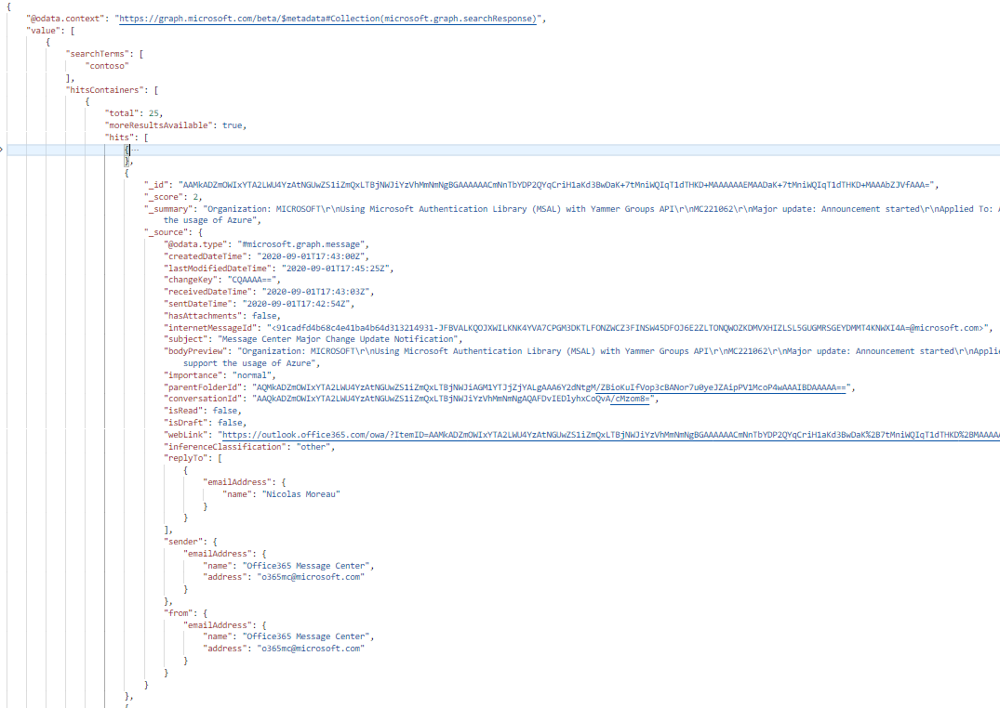 {
"@odata.context": "https://graph.microsoft.com/beta/$metadata#Collection(microsoft.graph.searchResponse)",
"value": [
{
"searchTerms": [
"contoso"
],
"hitsContainers": [
{
"total": 25,
"moreResultsAvailable": true,
"hits": [
{ ...
},
{
"_id": "AAMkADZmOWIxYTA2LWU4YzAtNGUwZS1iZmQxLTBjNWJiYzVhMmNmNgBGAAAAAACmNnTbYDP2QYqCriH1aKd3BwDaK+7tMniWQIqT1dTHKD+MAAAAAAEMAADaK+7tMniWQIqT1dTHKD+MAAAbZJVfAAA=",
"_score": 2,
"_summary": "Organization: MICROSOFT\r\nUsing Microsoft Authentication Library (MSAL) with Yammer Groups API\r\nMC221062\r\nMajor update: Announcement started\r\nApplied To: A
the usage of Azure",
"_source": {
"@odata.type": "#microsoft.graph.message",
"createdDateTime": "2020-09-01T17:43:00Z",
"lastModifiedDateTime": "2020-09-01T17:45:25Z",
"changeKey": "CQAAAA==",
"receivedDateTime": "2020-09-01T17:43:03Z",
"sentDateTime": "2020-09-01T17:42:54Z",
"hasAttachments": false,
"internetMessageId": "<91cadfd4b68c4e41ba4b64d313214931-JFBVALKQOJXWILKNK4YVA7CPGM3DKTLFONZWCZ3FINSW45DFOJ6E2ZLTONQWOZKDMVXHIZLSL5GUGMRSGEYDMMT4KNWXI4A=@microsoft.com>",
"subject": "Message Center Major Change Update Notification",
"bodyPreview": "Organization: MICROSOFT\r\nUsing Microsoft Authentication Library (MSAL) with Yammer Groups API\r\nMC221062\r\nMajor update: Announcement started\r\nApplie
support the usage of Azure",
"importance": "normal",
"parentFolderId": "AQMkADZmOWIxYTA2LWU4YzAtNGUwZS1iZmQxLTBjNWJiAGM1YTJjZjYALgAAA6Y2dNtgM/ZBioKuIfVop3cBANor7u0yeJZAipPV1McoP4wAAAIBDAAAAA==",
"conversationId": "AAQkADZmOWIxYTA2LWU4YzAtNGUwZS1iZmQxLTBjNWJiYzVhMmNmNgAQAFDvIEDlyhxCoQvA/cMzom8=",
"isRead": false,
"isDraft": false,
"webLink": "https://outlook.office365.com/owa/?ItemID=AAMkADZmOWIxYTA2LWU4YzAtNGUwZS1iZmQxLTBjNWJiYzVhMmNmNgBGAAAAAACmNnTbYDP2QYqCriH1aKd3BwDaK%2B7tMniWQIqT1dTHKD%2BMAAAAA
"inferenceClassification": "other",
"replyTo": [
{
"emailAddress": {
"name": "Nicolas Moreau"
}
}
],
"sender": {
"emailAddress": {
"name": "Office365 Message Center",
"address": "o365mc@microsoft.com"
}
},
"from": {
"emailAddress": {
"name": "Office365 Message Center",
"address": "o365mc@microsoft.com"
}
}
}
},
{